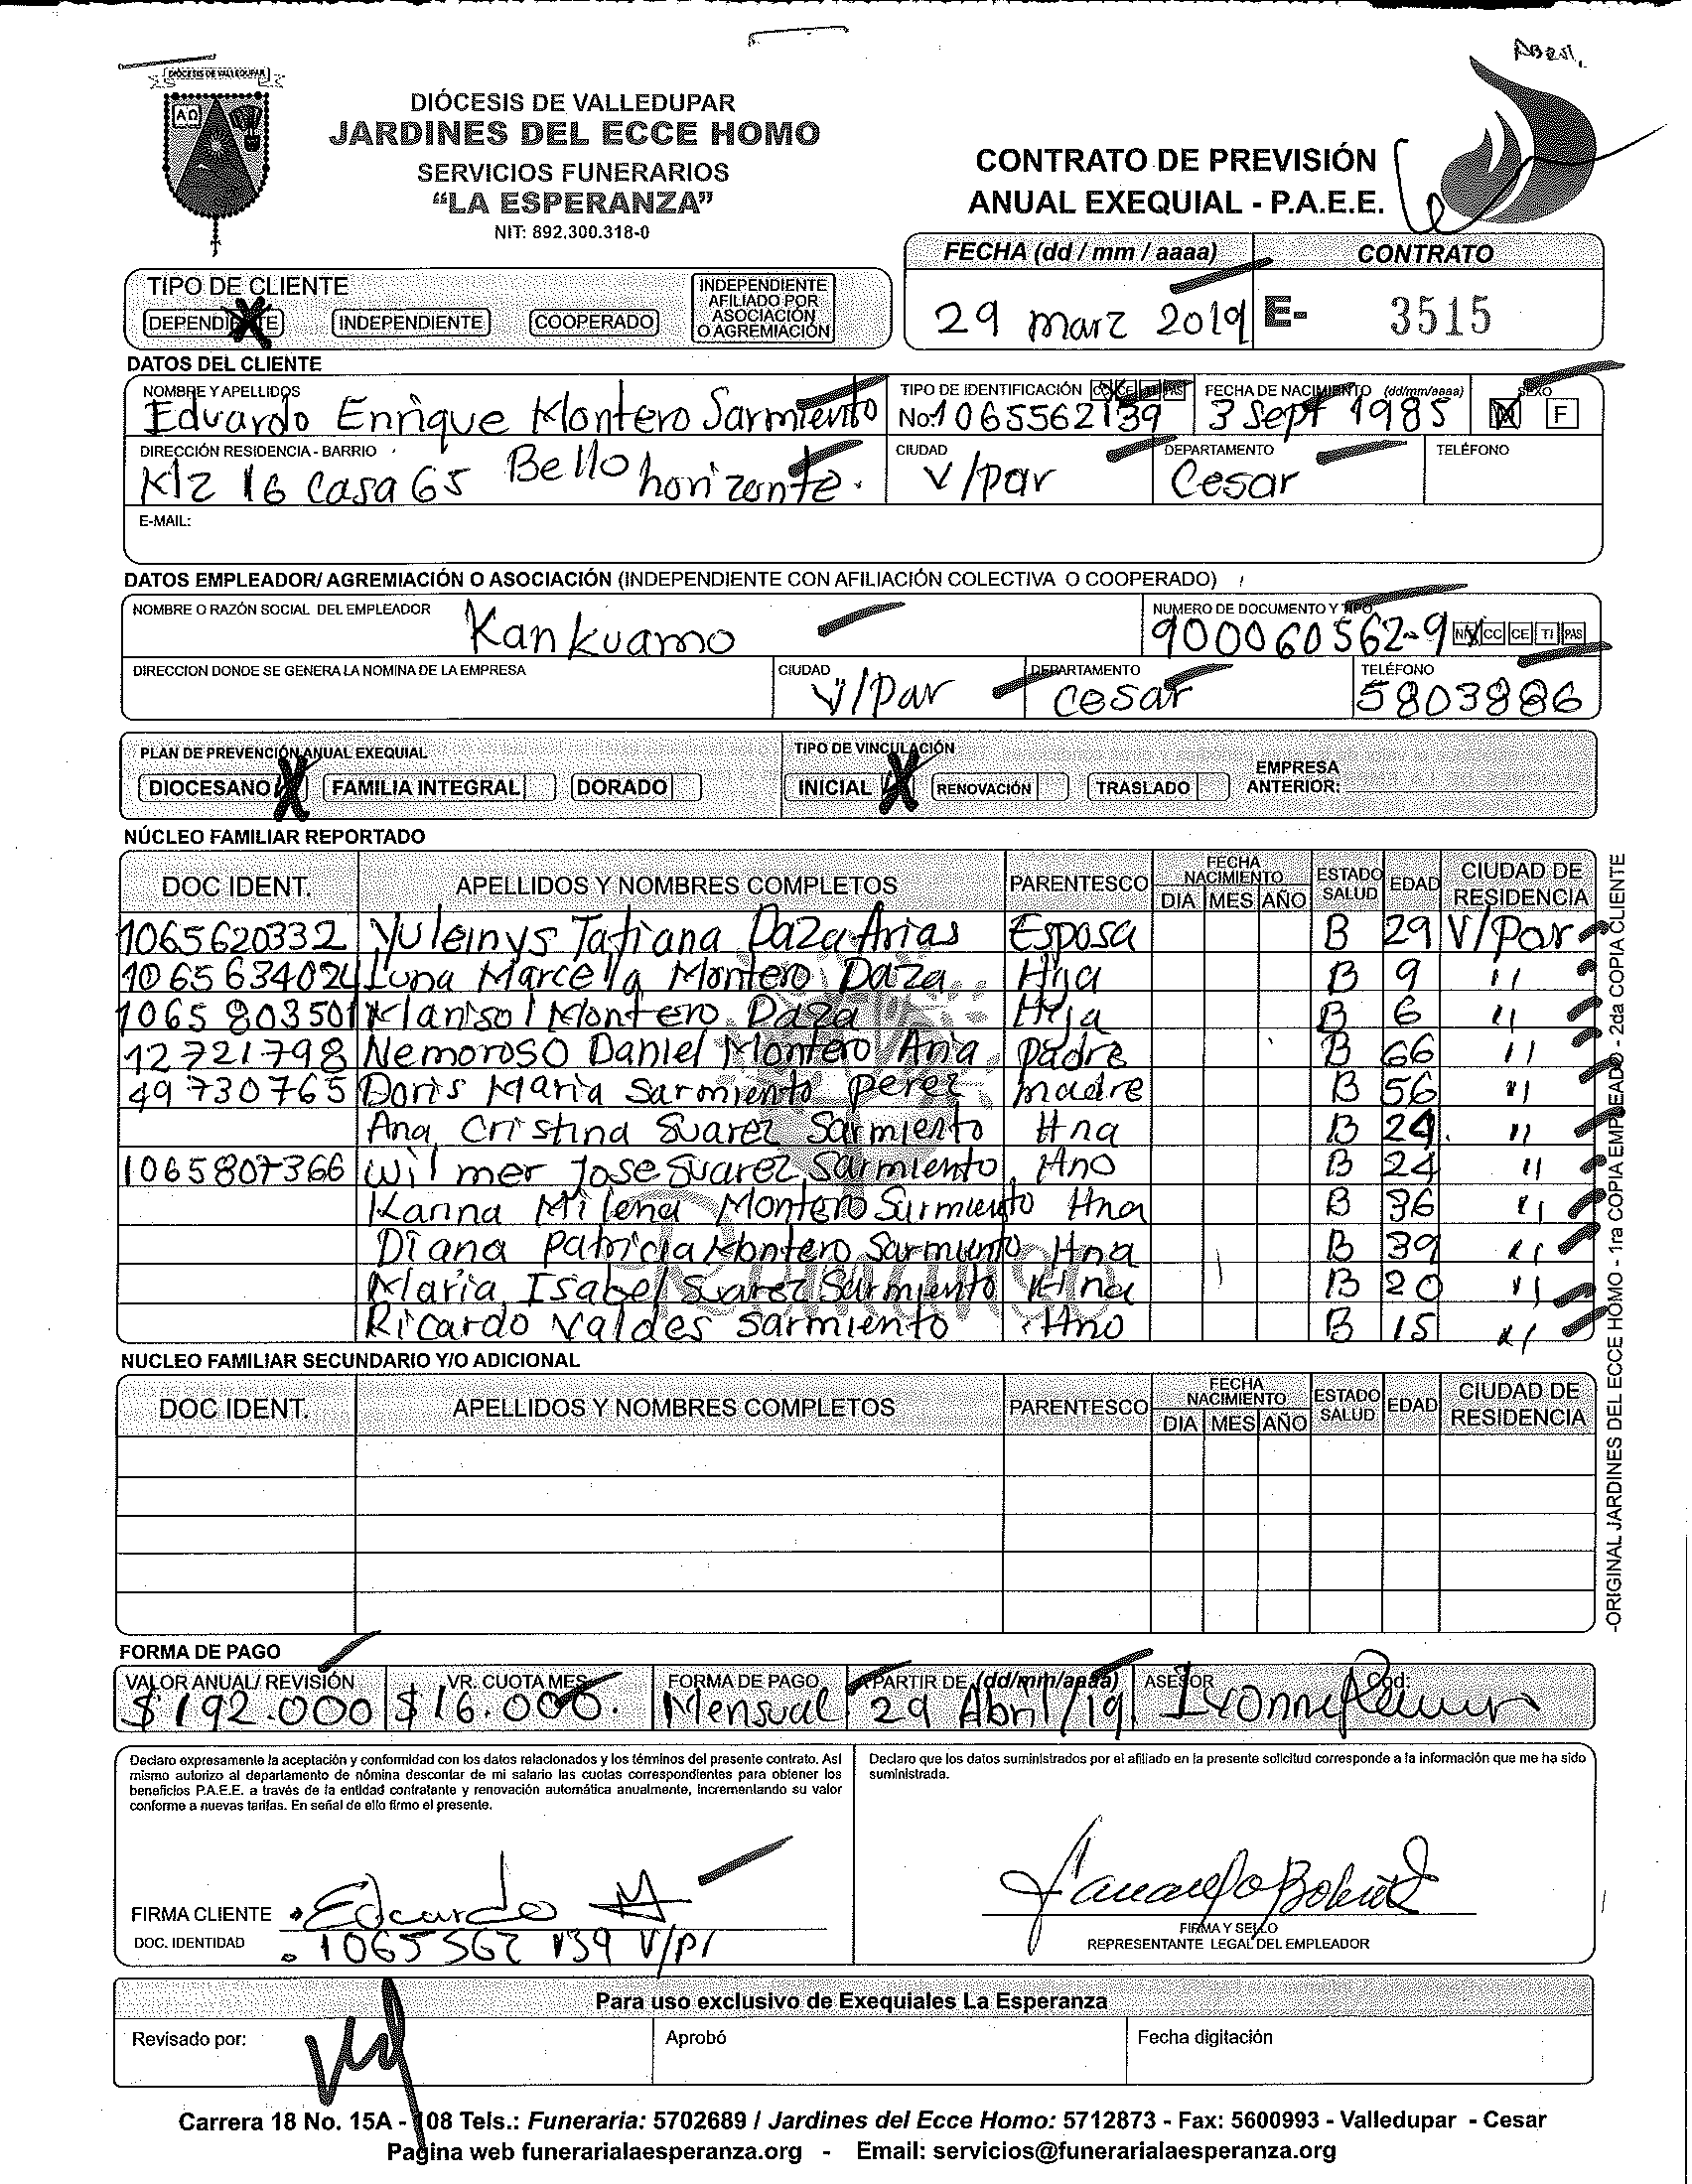 Abril
DIÓCESIS DE VALLEDUPAR
ΑΩ
DIÓCESIS DE VALLEDUPAR
JARDINES DEL ECCE HOMO
SERVICIOS FUNERARIOS
“LA ESPERANZA”
NIT: 892.300.318-0
CONTRATO DE PREVISIÓN
ANUAL EXEQUIAL - P.A.E.E.
FECHA (dd / mm / aaaa) CONTRATO
29 marz 2019 E- 3515
TIPO DE CLIENTE
DEPENDIENTE INDEPENDIENTE COOPERADO INDEPENDIENTE AFILIADO POR ASOCIACIÓN O AGREMIACIÓN
DATOS DEL CLIENTE
NOMBRE Y APELLIDOS TIPO DE IDENTIFICACIÓN CC CE TI PAS FECHA DE NACIMIENTO (dd/mm/aaaa) SEXO
Eduardo Enrique Montero Sarmiento No.1065562139 3 Sept 1985 M F
DIRECCIÓN RESIDENCIA - BARRIO CIUDAD DEPARTAMENTO TELÉFONO
Mz 16 Casa 65 Bello horizonte. V/par Cesar
E-MAIL:
DATOS EMPLEADOR/ AGREMIACIÓN O ASOCIACIÓN (INDEPENDIENTE CON AFILIACIÓN COLECTIVA O COOPERADO)
NOMBRE O RAZÓN SOCIAL DEL EMPLEADOR NUMERO DE DOCUMENTO Y TIPO
Kankuamo 900060562-9 NIT CC CE TI PAS
DIRECCION DONDE SE GENERA LA NOMINA DE LA EMPRESA CIUDAD DEPARTAMENTO TELÉFONO
V/Par cesar 5803886
PLAN DE PREVENCIÓN ANUAL EXEQUIAL TIPO DE VINCULACIÓN
DIOCESANO X FAMILIA INTEGRAL DORADO INICIAL X RENOVACIÓN TRASLADO EMPRESA ANTERIOR:
NÚCLEO FAMILIAR REPORTADO
DOC IDENT. APELLIDOS Y NOMBRES COMPLETOS PARENTESCO FECHA NACIMIENTO DIA MES AÑO ESTADO SALUD EDAD CIUDAD DE RESIDENCIA
1065620332 Yuleinys Tatiana Daza Arias Esposa B 29 V/Par
1065634024 Luna Marcella Montero Daza Hija B 9 "
1065803501 Marisol Montero Daza Hija B 6 "
12721798 Nemoroso Daniel Montero Aria padre B 66 "
49730765 Doris Maria Sarmiento perez madre B 56 "
Ana Cristina Suarez Sarmiento Hna B 24. "
1065807366 wilmer Jose Suarez Sarmiento Hno B 24 "
Karina Milena Montero Sarmiento Hna B 36 "
Diana Patricia Montero Sarmiento Hna B 39 "
Maria Isabel Suarez Sarmiento Hna B 20 "
Ricardo Valdes Sarmiento Hno B 15 "
NUCLEO FAMILIAR SECUNDARIO Y/O ADICIONAL
DOC IDENT. APELLIDOS Y NOMBRES COMPLETOS PARENTESCO FECHA NACIMIENTO DIA MES AÑO ESTADO SALUD EDAD CIUDAD DE RESIDENCIA
-ORIGINAL JARDINES DEL ECCE HOMO - 1ra COPIA EMPLEADO - 2da COPIA CLIENTE
FORMA DE PAGO
VALOR ANUAL/ REVISIÓN VR. CUOTA MES FORMA DE PAGO A PARTIR DE (dd/mm/aaaa) ASESOR Cod:
$192.000 $16.000. Mensual 29 Abril/19 Ivonne
Declaro expresamente la aceptación y conformidad con los datos relacionados y los términos del presente contrato. Así
mismo autorizo al departamento de nómina descontar de mi salario las cuotas correspondientes para obtener los
beneficios P.A.E.E. a través de la entidad contratante y renovación automática anualmente, incrementando su valor
conforme a nuevas tarifas. En señal de ello firmo el presente.
Declaro que los datos suministrados por el afiliado en la presente solicitud corresponde a la información que me ha sido
suministrada.
FIRMA CLIENTE Eduardo M
DOC. IDENTIDAD 1065562139 V/Pr
FIRMA Y SELLO
REPRESENTANTE LEGAL DEL EMPLEADOR
Para uso exclusivo de Exequiales La Esperanza
Revisado por: Aprobó Fecha digitación
Carrera 18 No. 15A - 108 Tels.: Funeraria: 5702689 / Jardines del Ecce Homo: 5712873 - Fax: 5600993 - Valledupar - Cesar
Pagina web funerarialaesperanza.org - Email: servicios@funerarialaesperanza.org